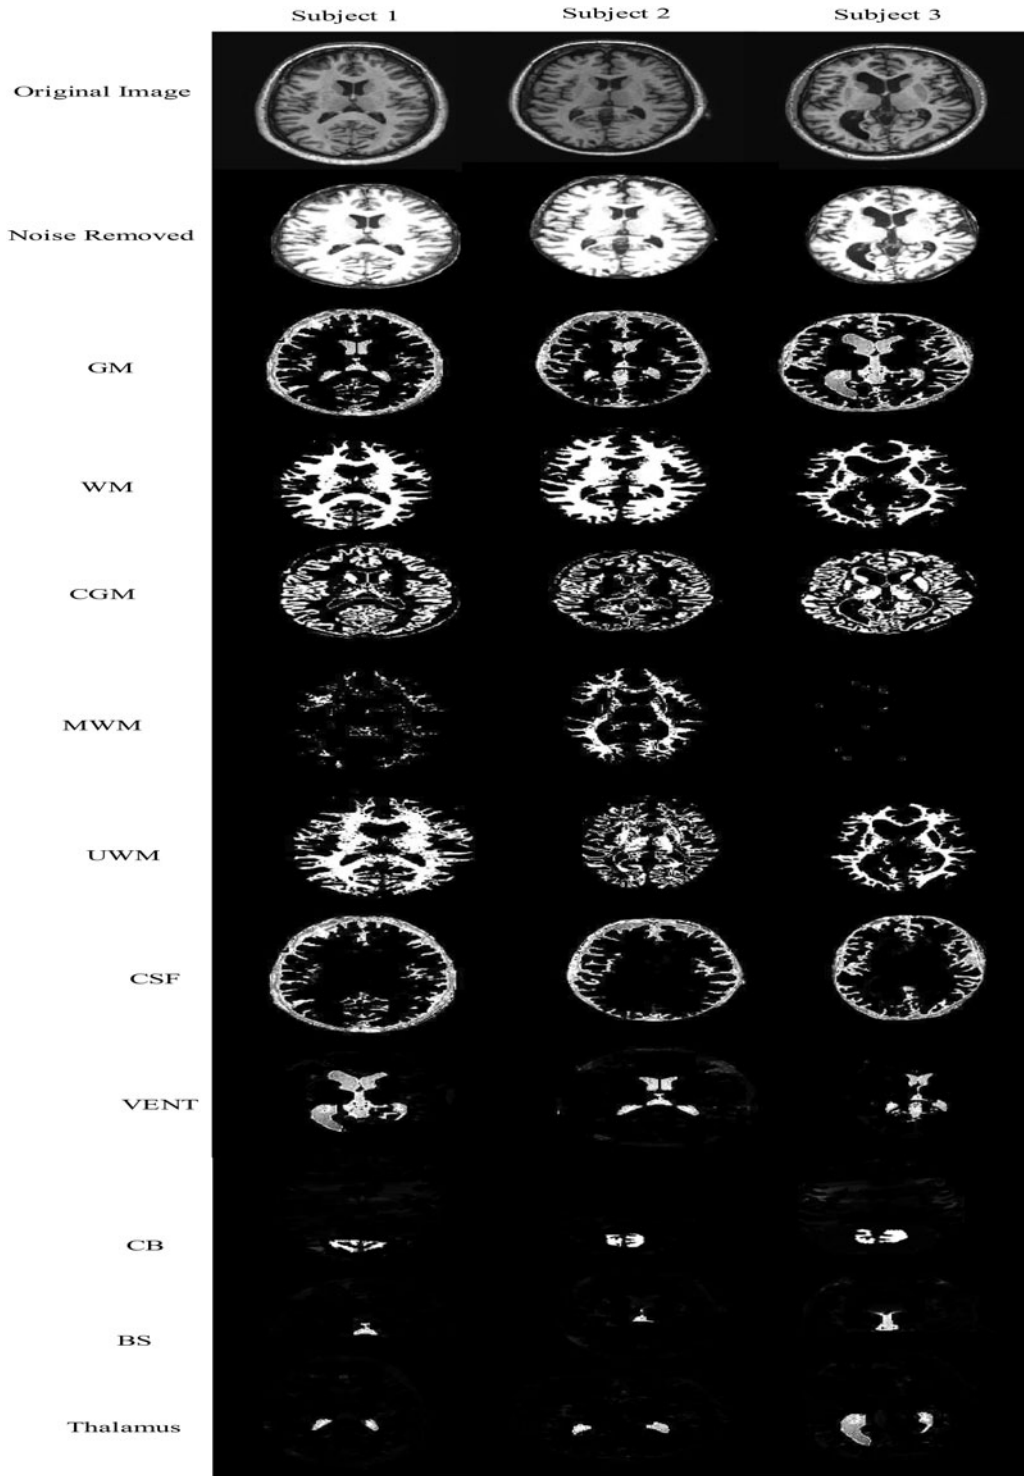 Subject 1 Subject 2 Subject 3
Original Image
Noise Removed
GM
WM
CGM
MWM
UWM
CSF
VENT
CB
BS
Thalamus